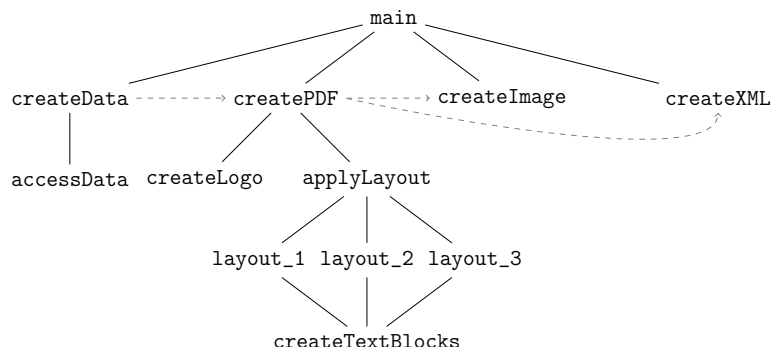 main
createData createPDF createImage createXML
accessData createLogo applyLayout
layout_1 layout_2 layout_3
createTextBlocks